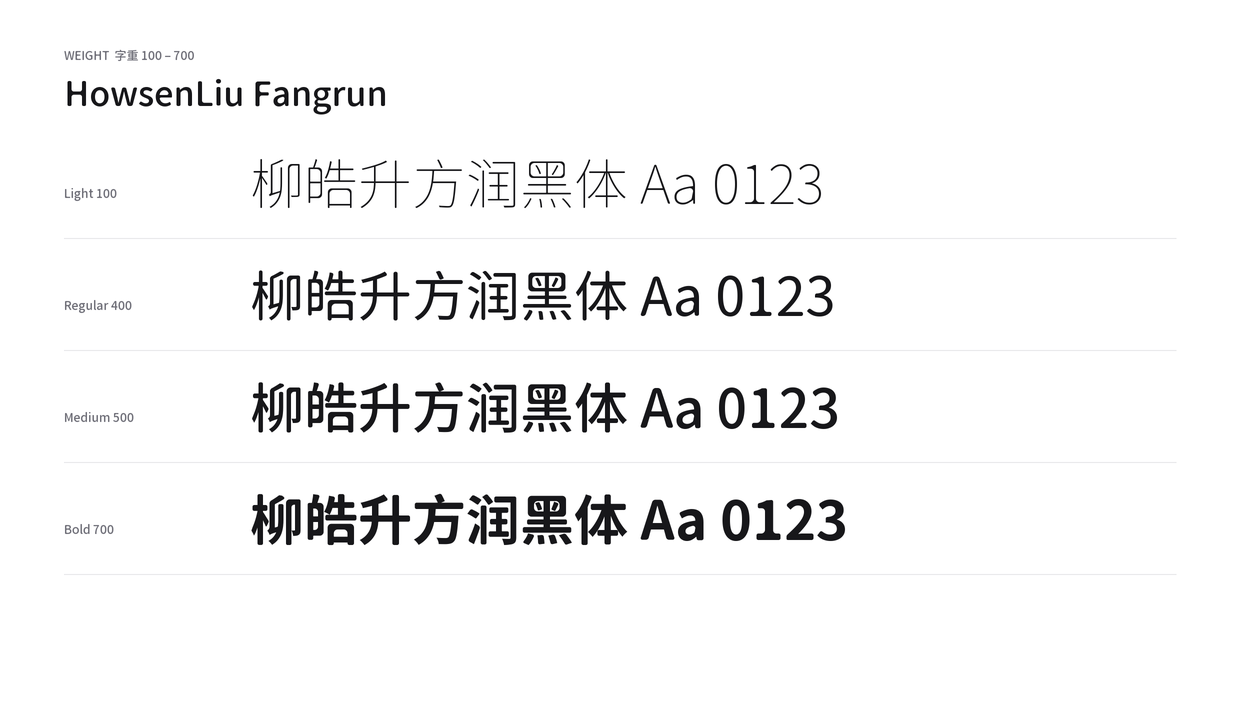 WEIGHT 字重 100 – 700
HowsenLiu Fangrun
Light 100
柳皓升方润黑体 Aa 0123
Regular 400
柳皓升方润黑体 Aa 0123
Medium 500
柳皓升方润黑体 Aa 0123
Bold 700
柳皓升方润黑体 Aa 0123